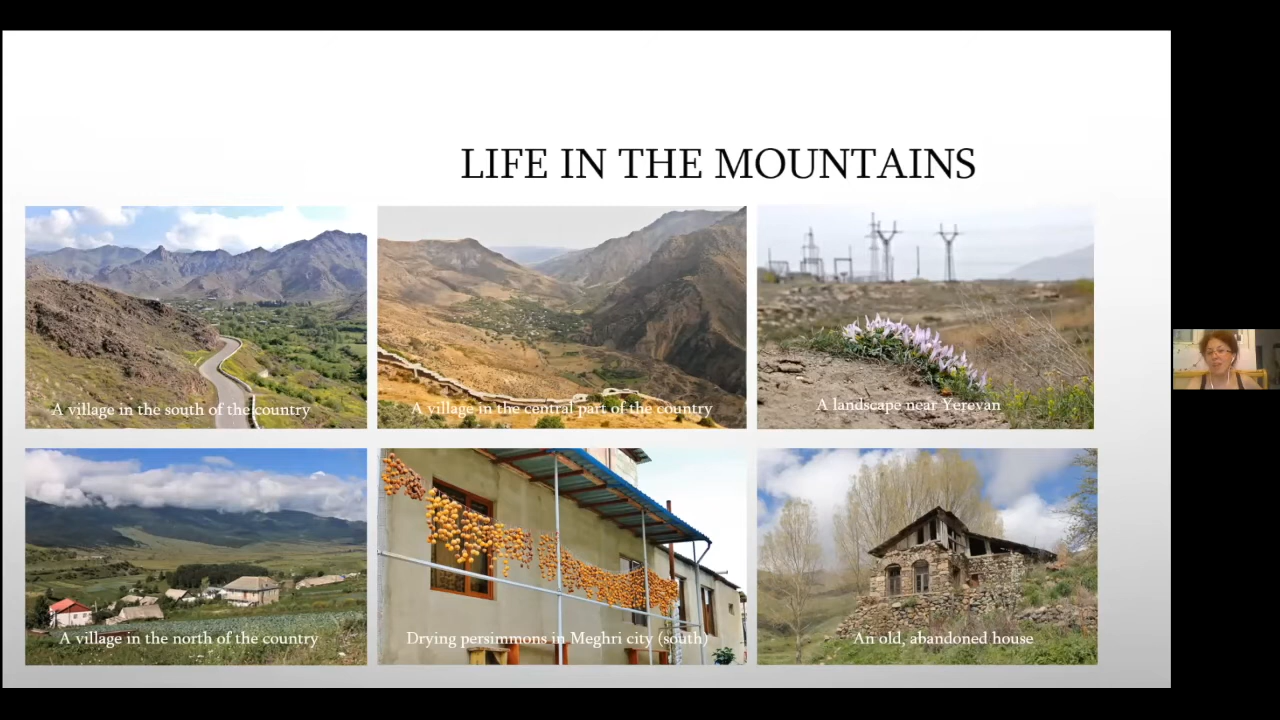 LIFE IN THE MOUNTAINS
A village in the south of the country
A village in the central part of the country
A landscape near Yerevan
A village in the north of the country
Drying persimmons in Meghri city (south)
An old, abandoned house